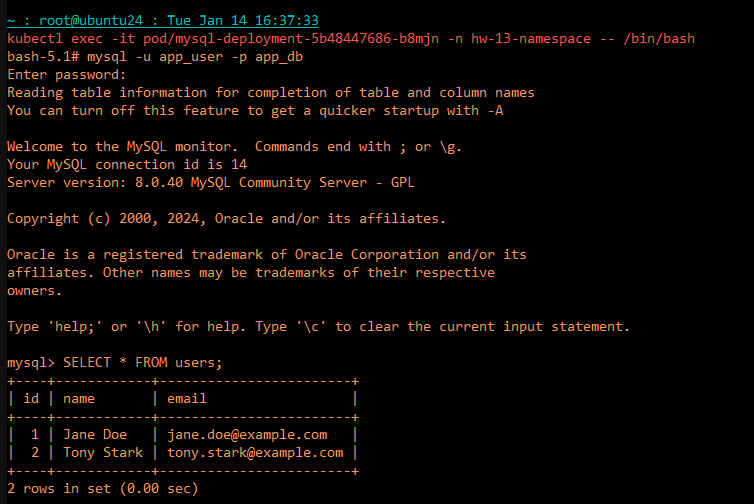 ~ : root@ubuntu24 : Tue Jan 14 16:37:33
kubectl exec -it pod/mysql-deployment-5b48447686-b8mjn -n hw-13-namespace -- /bin/bash
bash-5.1# mysql -u app_user -p app_db
Enter password:
Reading table information for completion of table and column names
You can turn off this feature to get a quicker startup with -A

Welcome to the MySQL monitor.  Commands end with ; or \g.
Your MySQL connection id is 14
Server version: 8.0.40 MySQL Community Server - GPL

Copyright (c) 2000, 2024, Oracle and/or its affiliates.

Oracle is a registered trademark of Oracle Corporation and/or its
affiliates. Other names may be trademarks of their respective
owners.

Type 'help;' or '\h' for help. Type '\c' to clear the current input statement.

mysql> SELECT * FROM users;
+----+------------+------------------------+
| id | name       | email                  |
+----+------------+------------------------+
|  1 | Jane Doe   | jane.doe@example.com   |
|  2 | Tony Stark | tony.stark@example.com |
+----+------------+------------------------+
2 rows in set (0.00 sec)